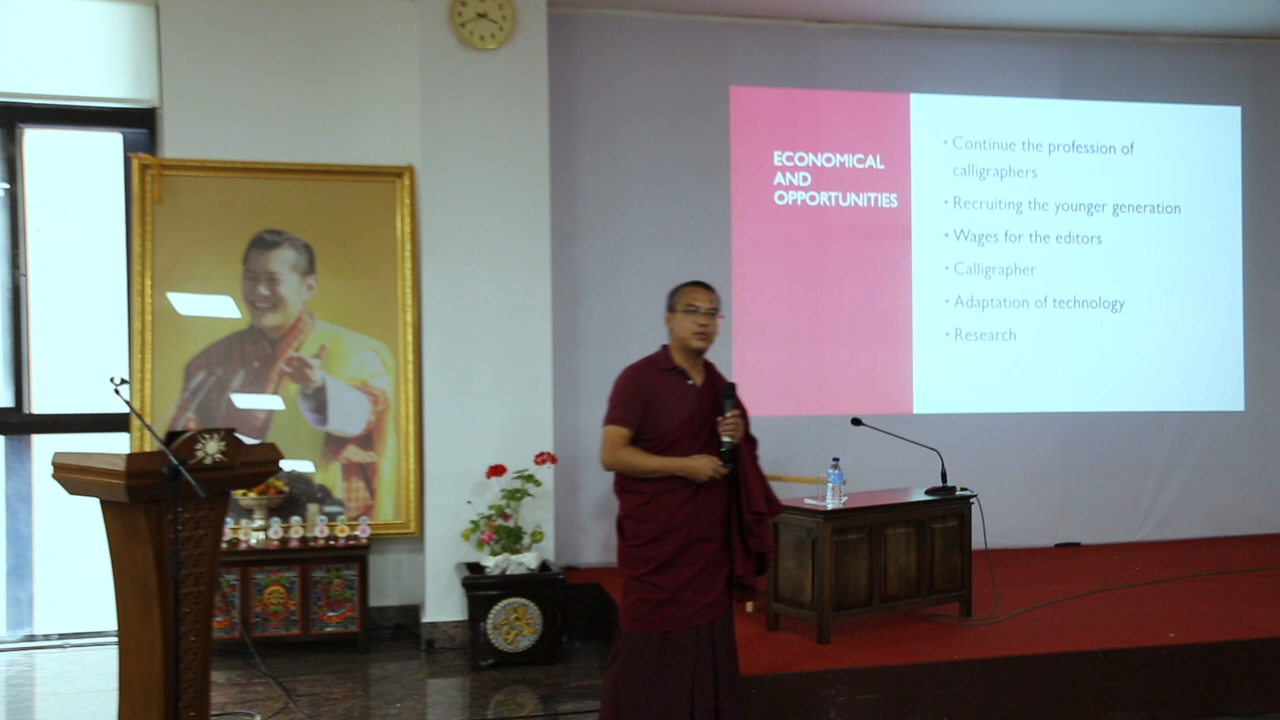 ECONOMICAL
AND
OPPORTUNITIES
• Continue the profession of
calligraphers
• Recruiting the younger generation
• Wages for the editors
• Calligrapher
• Adaptation of technology
• Research